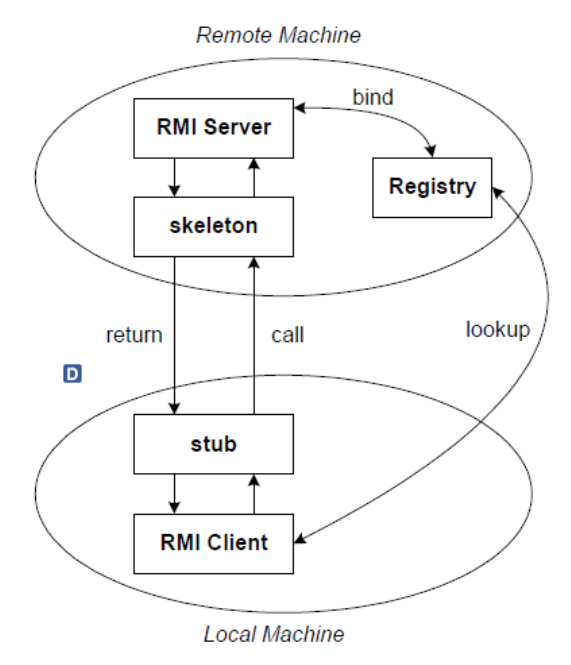 Remote Machine
bind
RMI Server
Registry
skeleton
return
call
lookup
D
stub
RMI Client
Local Machine